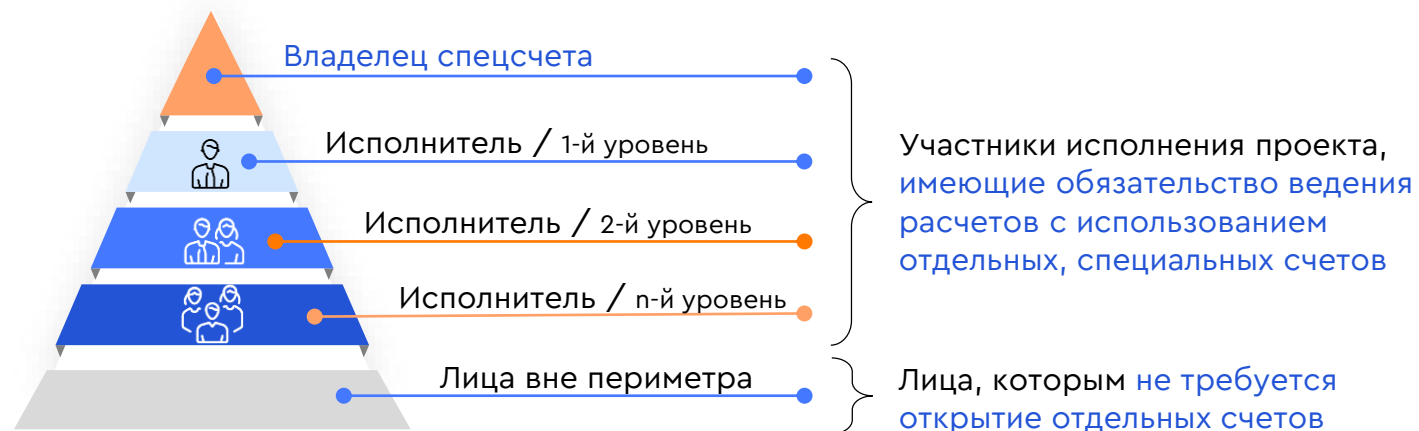 Владелец спецсчета
Исполнитель / 1-й уровень
Исполнитель / 2-й уровень
Исполнитель / n-й уровень
Лица вне периметра
Участники исполнения проекта,
имеющие обязательство ведения
расчетов с использованием
отдельных, специальных счетов
Лица, которым не требуется
открытие отдельных счетов